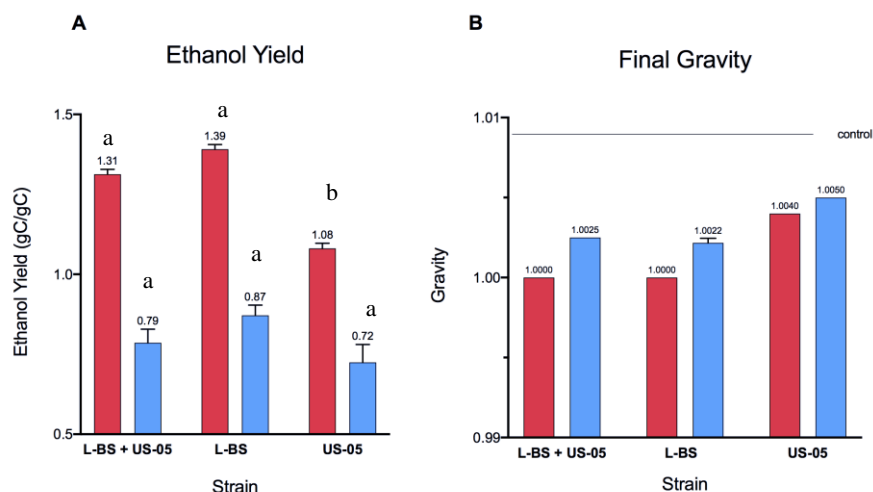 A
Ethanol Yield
Ethanol Yield (gC/gC)
1.5
1.0
0.5
a
1.31
a
0.79
a
1.39
a
0.87
b
1.08
a
0.72
L-BS + US-05
L-BS
US-05
Strain
B
Final Gravity
Gravity
1.01
1.00
0.99
control
1.0000
1.0025
1.0000
1.0022
1.0040
1.0050
L-BS + US-05
L-BS
US-05
Strain